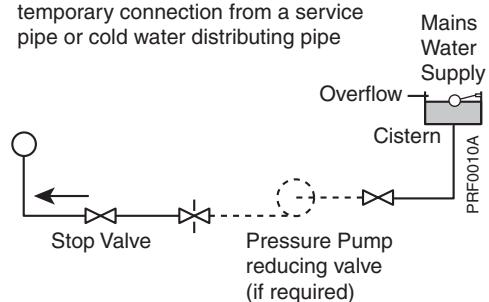 temporary connection from a service
pipe or cold water distributing pipe
Mains
Water
Supply
Overflow
Cistern
PRF0010A
Stop Valve
Pressure Pump
reducing valve
(if required)